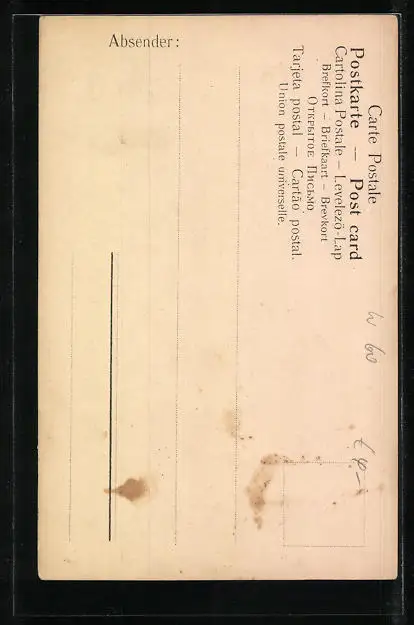 Carte Postale
Postkarte — Post card
Cartolina Postale — Levelező-Lap
Brefkort — Briefkaart — Brevkort
Открытое Письмо
Tarjeta postal — Cartão postal.
Union postale universelle.
Absender: